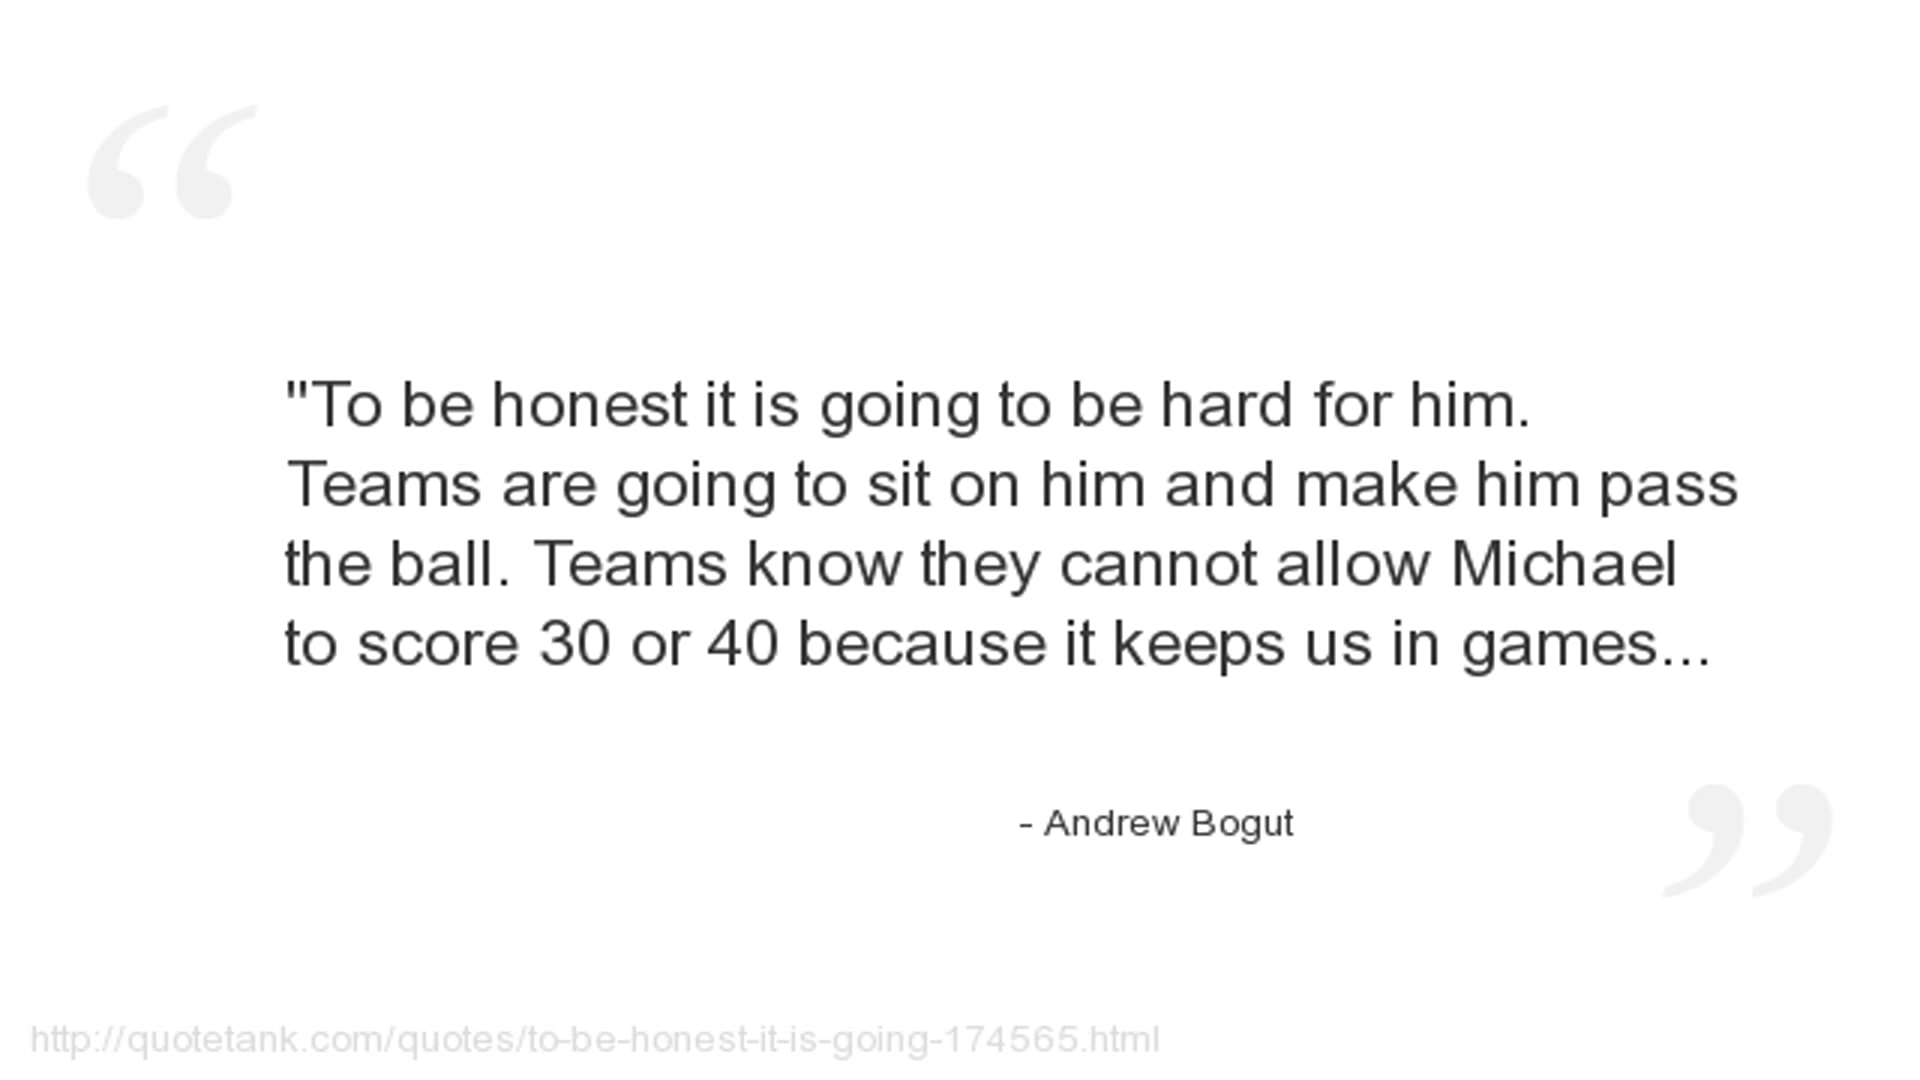 "To be honest it is going to be hard for him.
Teams are going to sit on him and make him pass
the ball. Teams know they cannot allow Michael
to score 30 or 40 because it keeps us in games...
- Andrew Bogut
http://quotetank.com/quotes/to-be-honest-it-is-going-174565.html